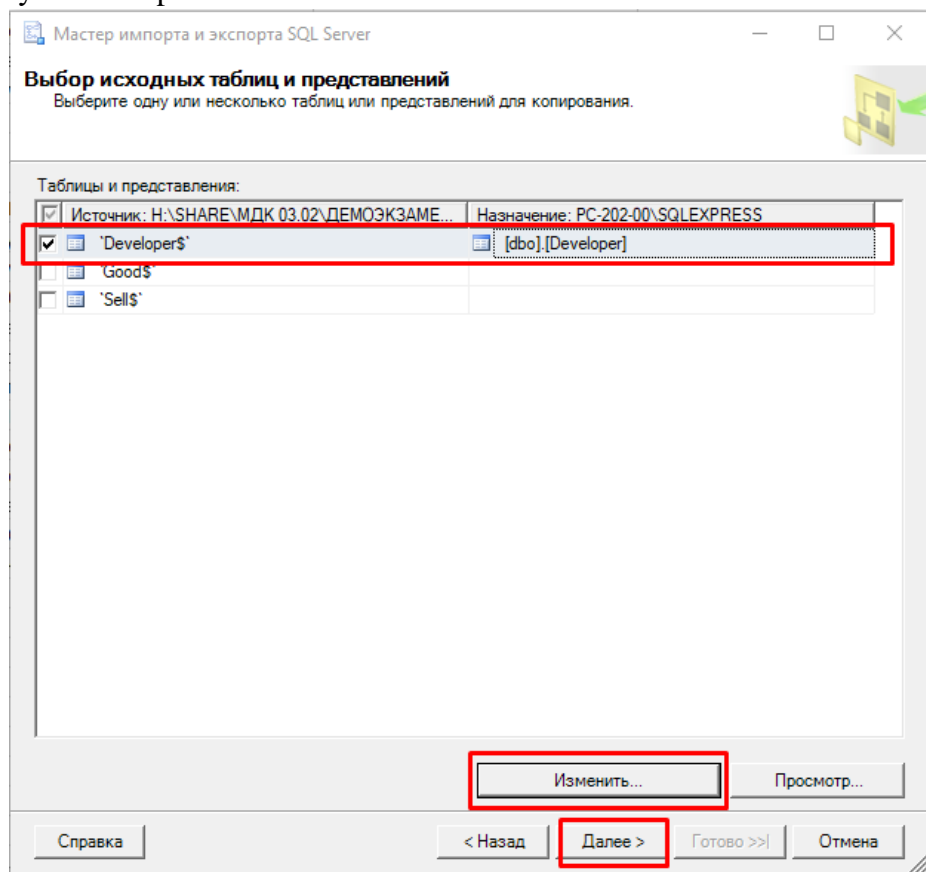 Мастер импорта и экспорта SQL Server
Выбор исходных таблиц и представлений
Выберите одну или несколько таблиц или представлений для копирования.
Таблицы и представления:
Источник: H:\SHARE\МДК 03.02\ДЕМОЭКЗАМЕ... Назначение: PC-202-00\SQLEXPRESS
`Developer$` [dbo].[Developer]
`Good$`
`Sell$`
Изменить... Просмотр...
Справка < Назад Далее > Готово >>| Отмена